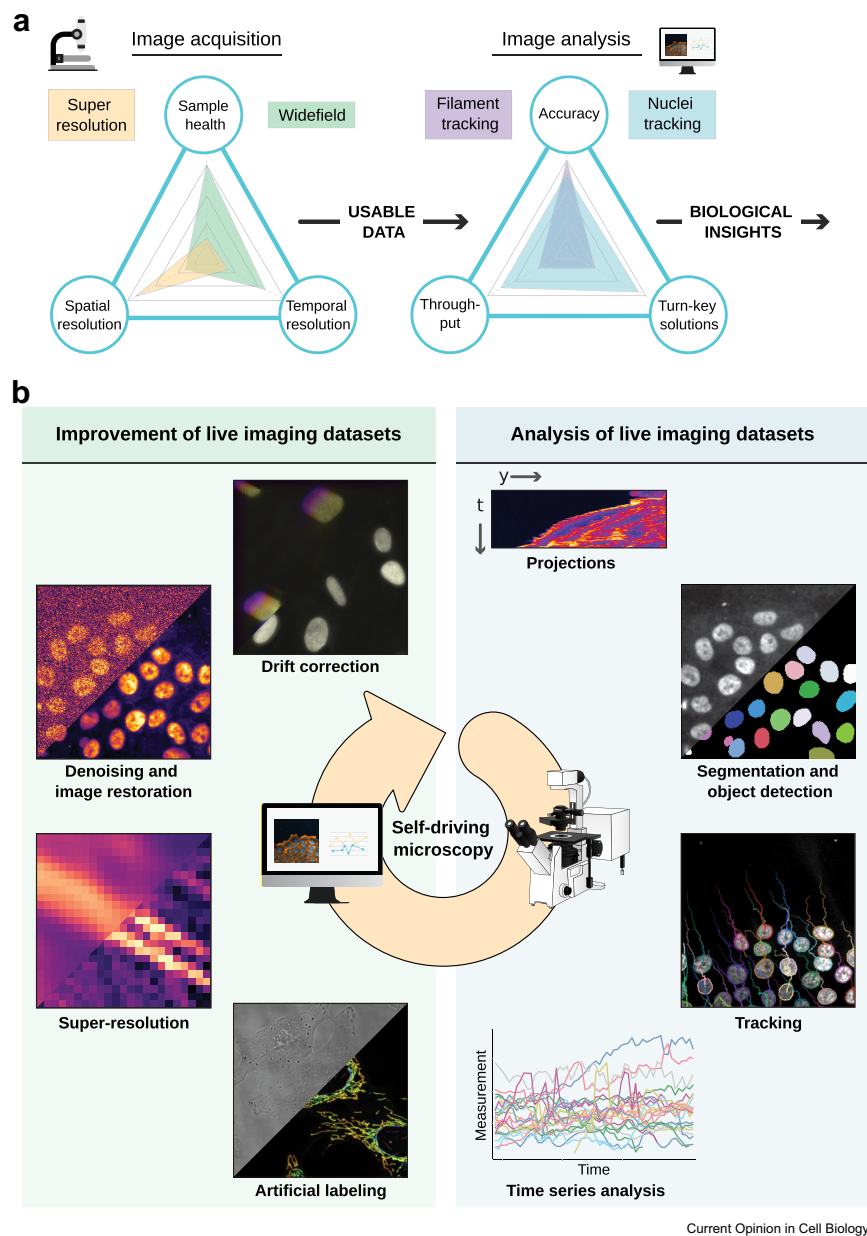 a
Image acquisition
Image analysis
Super
resolution
Sample
health
Widefield
Filament
tracking
Accuracy
Nuclei
tracking
USABLE
DATA
BIOLOGICAL
INSIGHTS
Spatial
resolution
Temporal
resolution
Through-
put
Turn-key
solutions
b
Improvement of live imaging datasets
Analysis of live imaging datasets
y
t
Projections
Drift correction
Denoising and
image restoration
Segmentation and
object detection
Self-driving
microscopy
Super-resolution
Tracking
Artificial labeling
Measurement
Time
Time series analysis
Current Opinion in Cell Biology